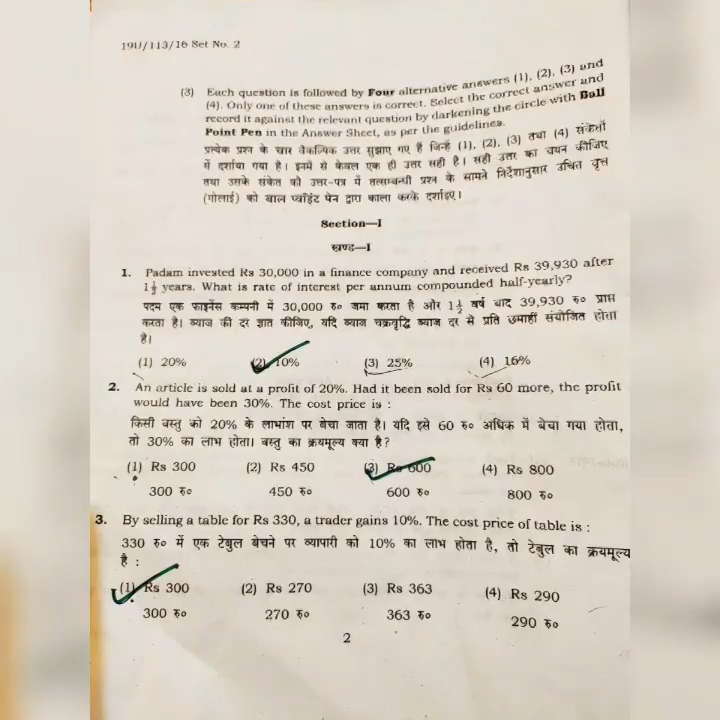 19U/113/16 Set No. 2
(3) Each question is followed by Four alternative answers (1), (2), (3) and
(4). Only one of these answers is correct. Select the correct answer and
record it against the relevant question by darkening the circle with Ball
Point Pen in the Answer Sheet, as per the guidelines.
प्रत्येक प्रश्न के चार वैकल्पिक उत्तर सुझाए गए हैं जिन्हें (1), (2), (3) तथा (4) संकेतों
में दर्शाया गया है। इनमें से केवल एक ही उत्तर सही है। सही उत्तर का चयन कीजिए
तथा उसके संकेत को उत्तर-पत्र में तत्सम्बन्धी प्रश्न के सामने निर्देशानुसार उचित वृत्त
(गोलाई) को बाल प्वाइंट पेन द्वारा काला करके दर्शाइए।
Section—I
खण्ड—I
1. Padam invested Rs 30,000 in a finance company and received Rs 39,930 after
1½ years. What is rate of interest per annum compounded half-yearly?
पदम एक फाइनेंस कम्पनी में 30,000 रु० जमा करता है और 1½ वर्ष बाद 39,930 रु० प्राप्त
करता है। ब्याज की दर ज्ञात कीजिए, यदि ब्याज चक्रवृद्धि ब्याज दर से प्रति छमाही संयोजित होता
है।
(1) 20% (2) 10% (3) 25% (4) 16%
2. An article is sold at a profit of 20%. Had it been sold for Rs 60 more, the profit
would have been 30%. The cost price is :
किसी वस्तु को 20% के लाभांश पर बेचा जाता है। यदि इसे 60 रु० अधिक में बेचा गया होता,
तो 30% का लाभ होता। वस्तु का क्रयमूल्य क्या है?
(1) Rs 300 (2) Rs 450 (3) Rs 600 (4) Rs 800
300 रु० 450 रु० 600 रु० 800 रु०
3. By selling a table for Rs 330, a trader gains 10%. The cost price of table is :
330 रु० में एक टेबुल बेचने पर व्यापारी को 10% का लाभ होता है, तो टेबुल का क्रयमूल्य
है :
(1) Rs 300 (2) Rs 270 (3) Rs 363 (4) Rs 290
300 रु० 270 रु० 363 रु० 290 रु०
2